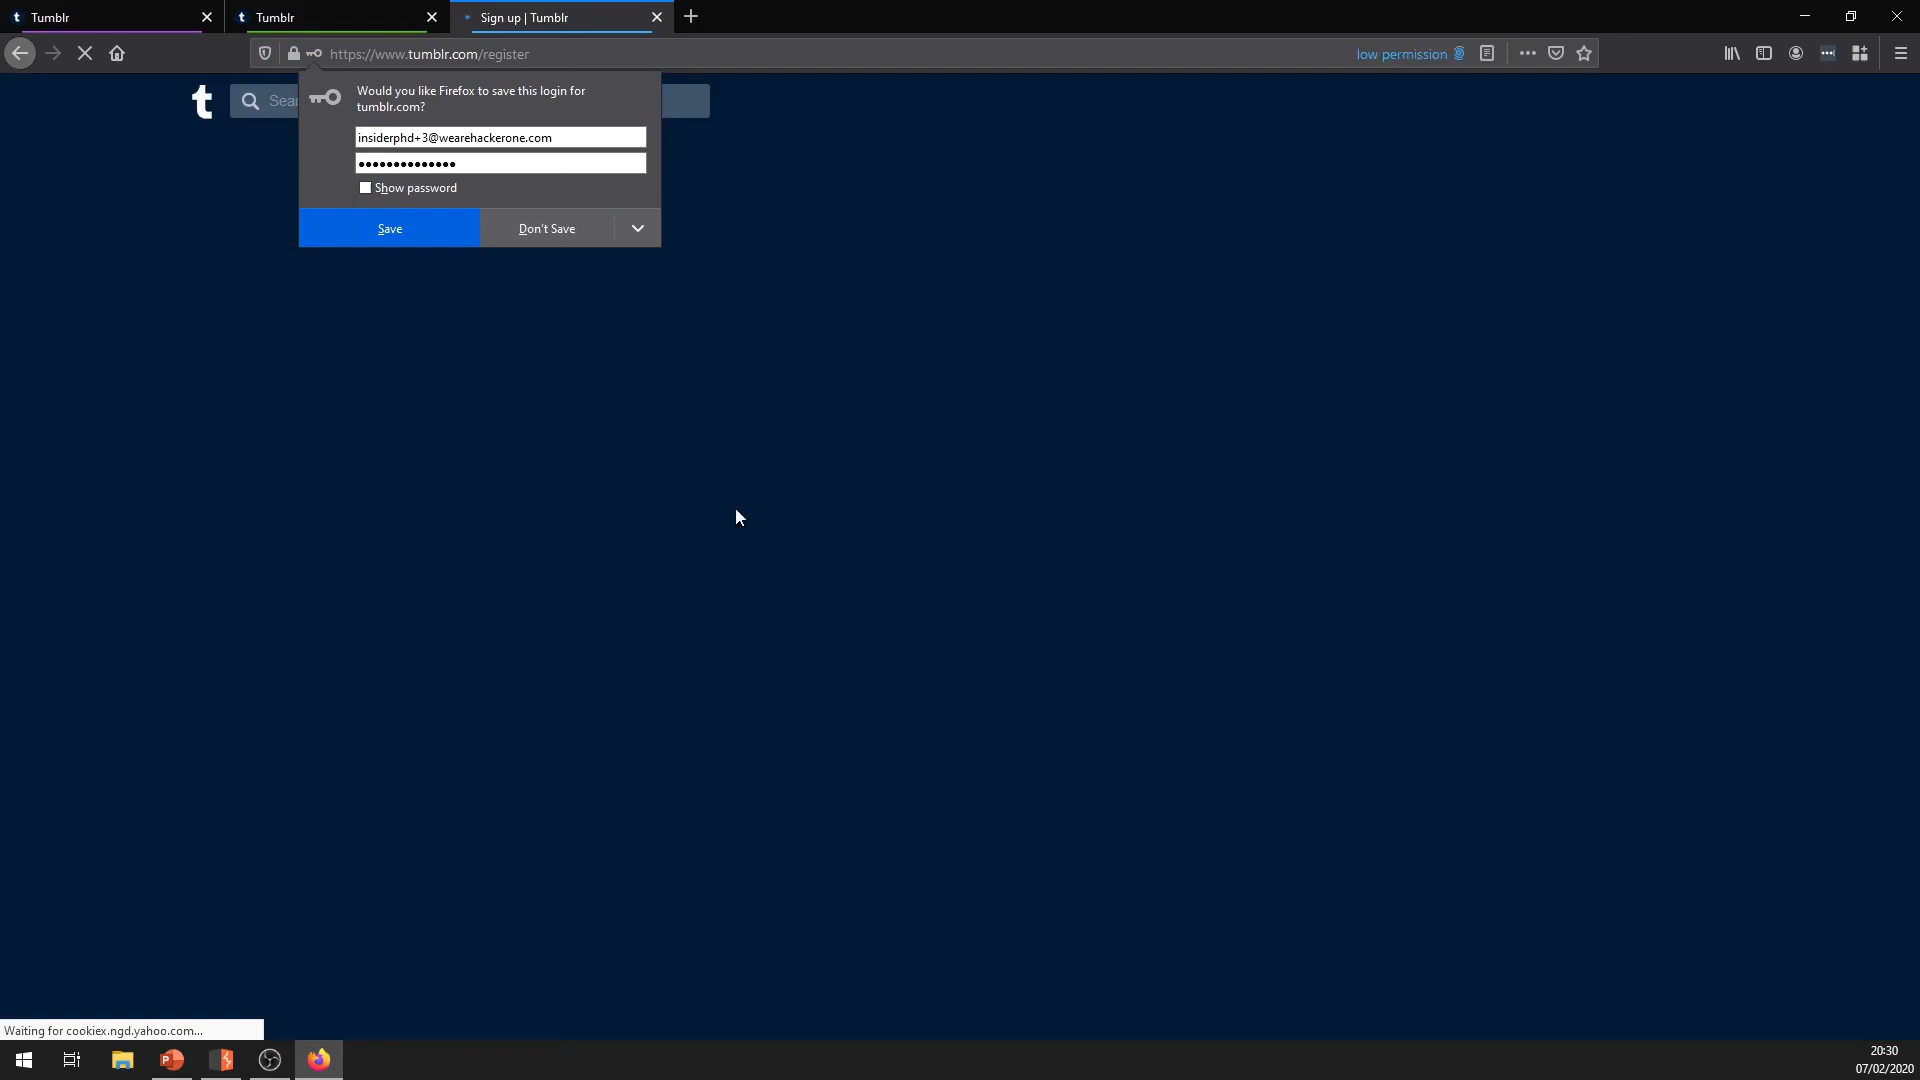 Tumblr
Tumblr
Sign up | Tumblr
https://www.tumblr.com/register
low permission
Would you like Firefox to save this login for
tumblr.com?
Sear
insiderphd+3@wearehackerone.com
Show password
Save
Don't Save
Waiting for cookiex.ngd.yahoo.com...
20:30
07/02/2020